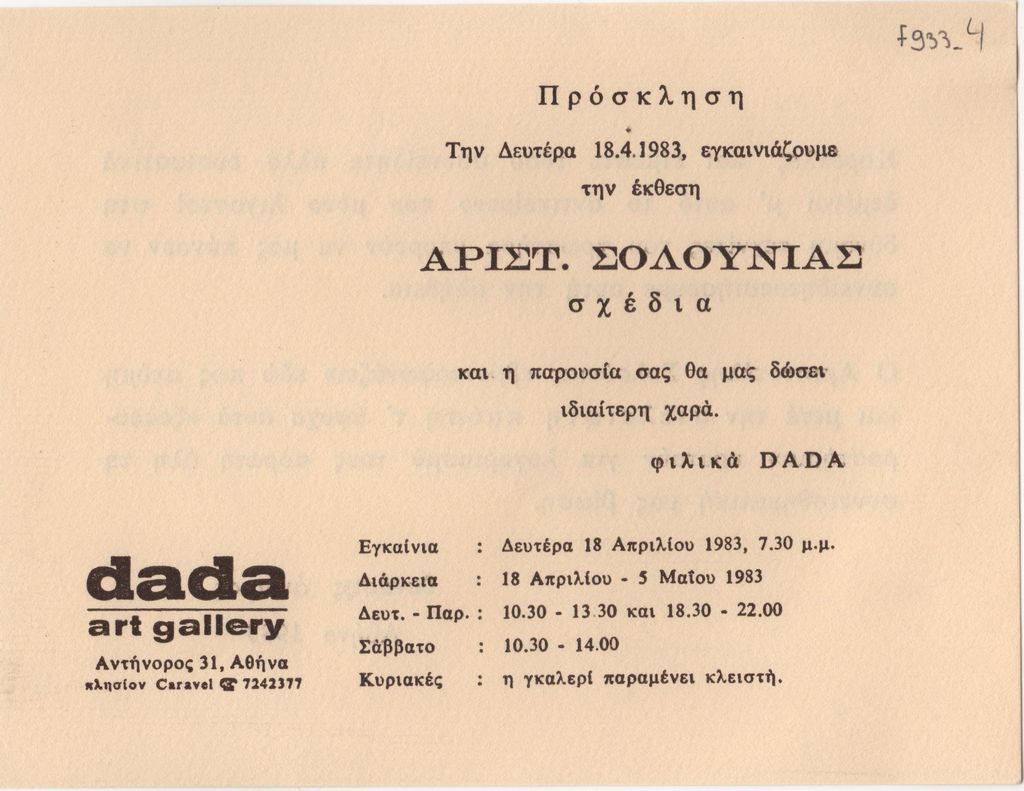 f933_4
Πρόσκληση
Την Δευτέρα 18.4.1983, εγκαινιάζουμε
την έκθεση
ΑΡΙΣΤ. ΣΟΛΟΥΝΙΑΣ
σχέδια
και η παρουσία σας θα μας δώσει
ιδιαίτερη χαρά.
φιλικά DADA
dada
art gallery
Αντήνορος 31, Αθήνα
πλησίον Caravel ☎ 7242377
Εγκαίνια : Δευτέρα 18 Απριλίου 1983, 7.30 μ.μ.
Διάρκεια : 18 Απριλίου - 5 Μαΐου 1983
Δευτ. - Παρ. : 10.30 - 13.30 και 18.30 - 22.00
Σάββατο : 10.30 - 14.00
Κυριακές : η γκαλερί παραμένει κλειστή.